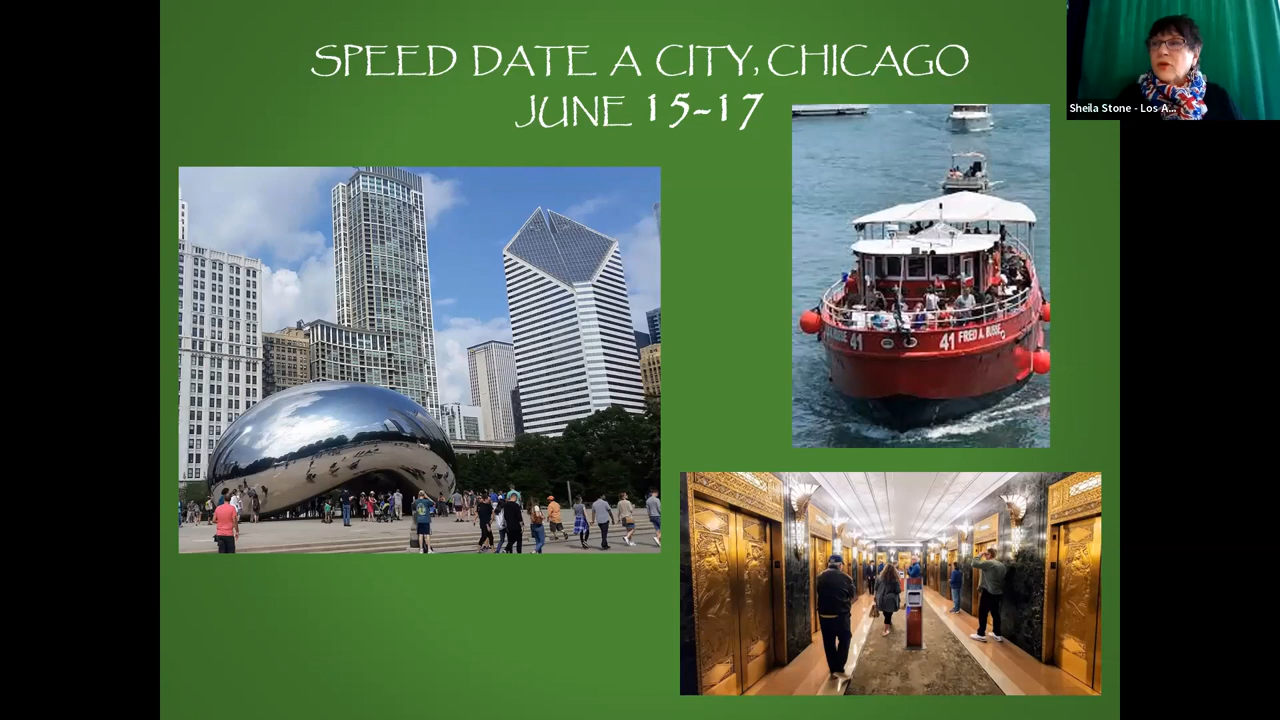 SPEED DATE A CITY, CHICAGO
JUNE 15-17
Sheila Stone - Los A...
41
41 FRED A. BUSSE